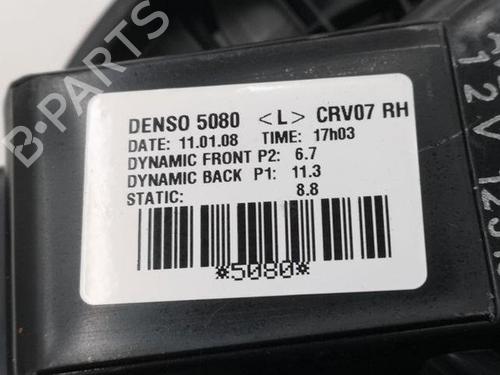 DENSO 5080 <L> CRV07 RH
DATE: 11.01.08 TIME: 17h03
DYNAMIC FRONT P2: 6.7
DYNAMIC BACK P1: 11.3
STATIC: 8.8
*5080*
12V
B-PARTS
B-PARTS